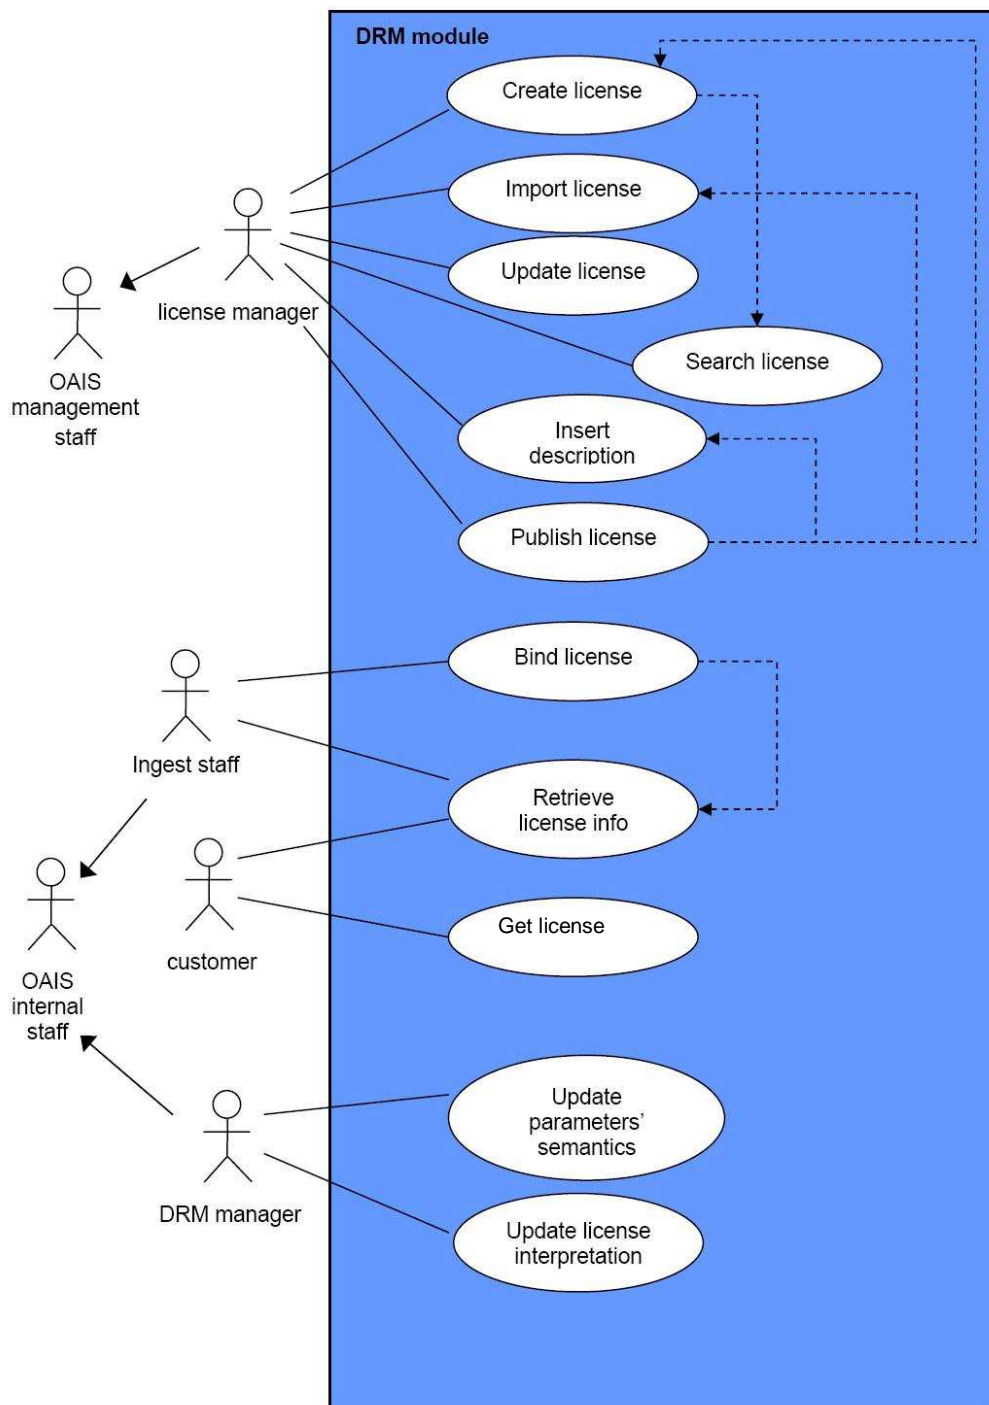 DRM module
Create license
Import license
Update license
license manager
Search license
OAIS
management
staff
Insert
description
Publish license
Bind license
Ingest staff
Retrieve
license info
Get license
customer
OAIS
internal
staff
Update
parameters’
semantics
DRM manager
Update license
interpretation